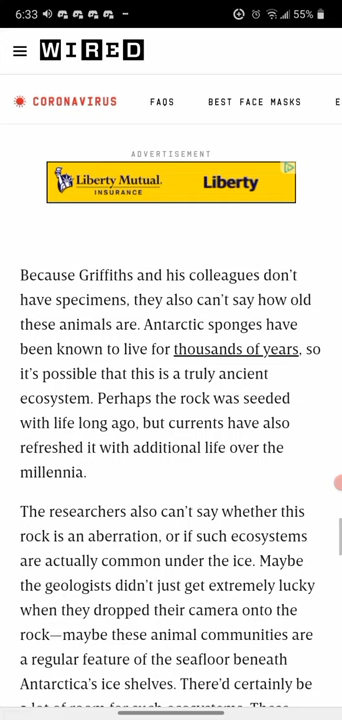 6:33 55%
WIRED
CORONAVIRUS FAQS BEST FACE MASKS E
ADVERTISEMENT
Liberty Mutual. Liberty
INSURANCE
Because Griffiths and his colleagues don't
have specimens, they also can't say how old
these animals are. Antarctic sponges have
been known to live for thousands of years, so
it's possible that this is a truly ancient
ecosystem. Perhaps the rock was seeded
with life long ago, but currents have also
refreshed it with additional life over the
millennia.
The researchers also can't say whether this
rock is an aberration, or if such ecosystems
are actually common under the ice. Maybe
the geologists didn't just get extremely lucky
when they dropped their camera onto the
rock—maybe these animal communities are
a regular feature of the seafloor beneath
Antarctica's ice shelves. There'd certainly be